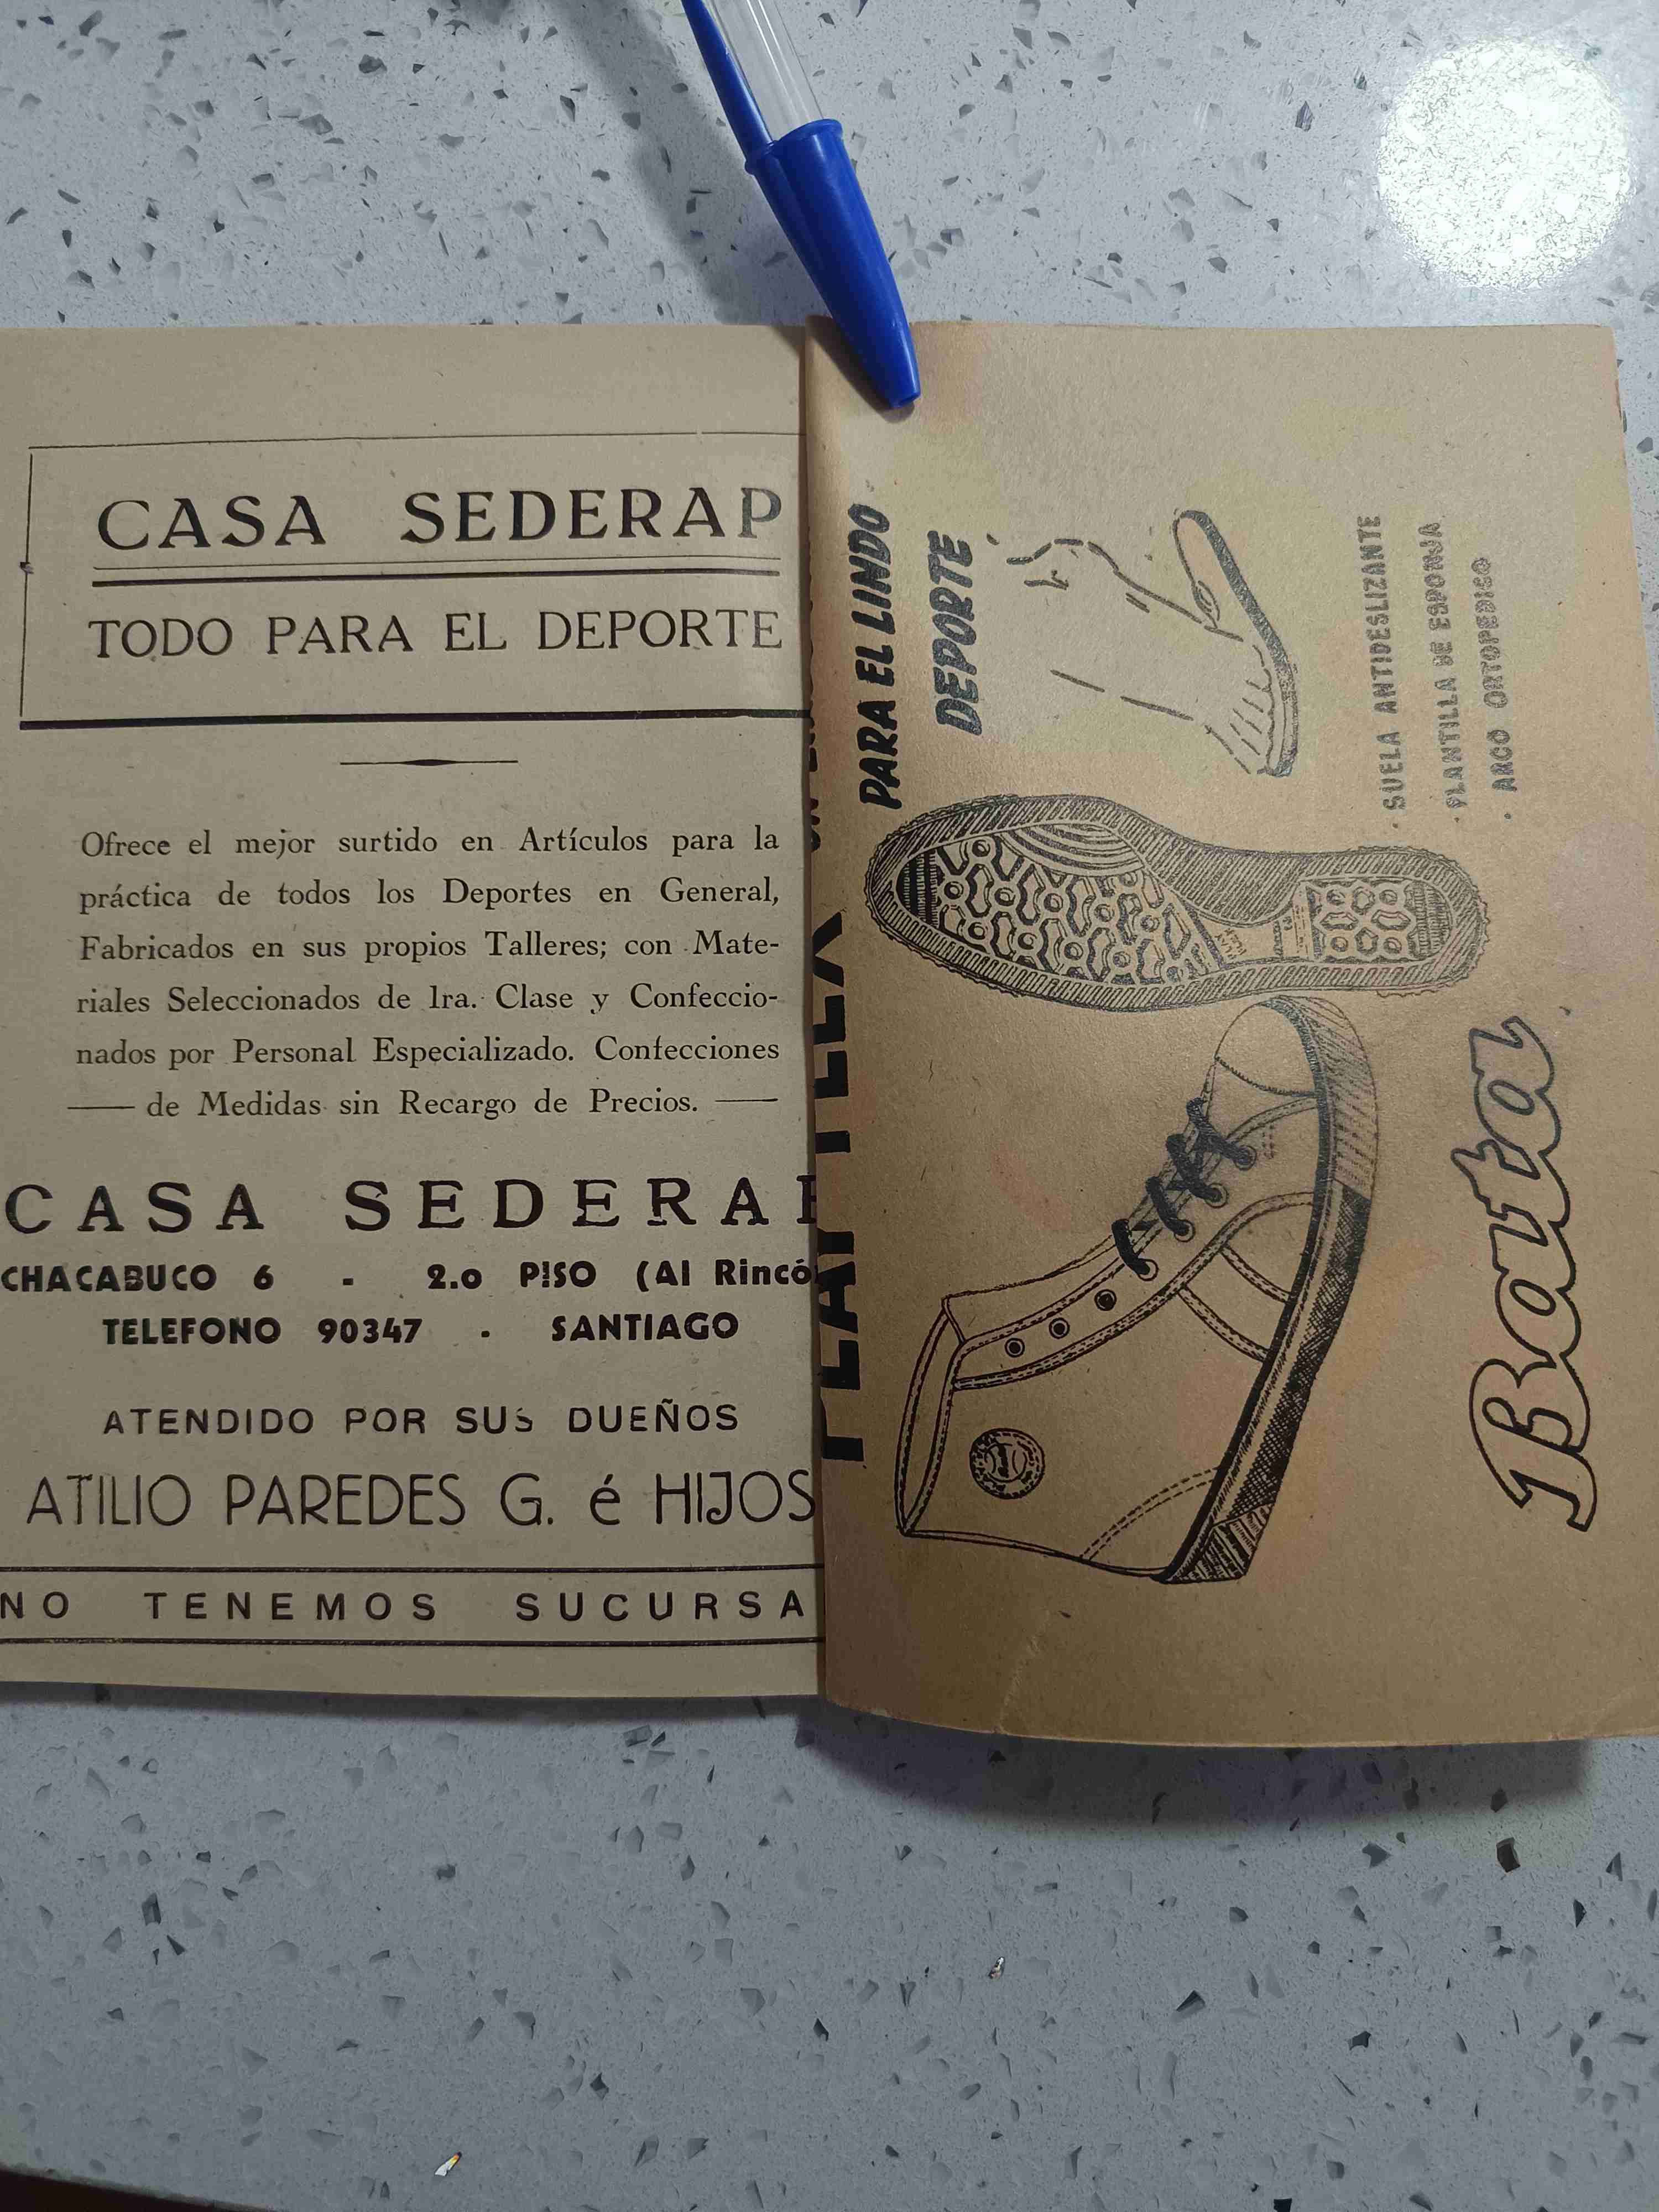 CASA SEDERAP
TODO PARA EL DEPORTE
Ofrece el mejor surtido en Artículos para la
práctica de todos los Deportes en General,
Fabricados en sus propios Talleres; con Mate-
riales Seleccionados de 1ra. Clase y Confeccio-
nados por Personal Especializado. Confecciones
de Medidas sin Recargo de Precios.
CASA SEDERAP
CHACABUCO 6 - 2.o PISO (Al Rincó
TELEFONO 90347 - SANTIAGO
ATENDIDO POR SUS DUEÑOS
ATILIO PAREDES G. é HIJOS
NO TENEMOS SUCURSA
PARA EL LINDO
DEPORTE
. SUELA ANTIDESLIZANTE
. PLANTILLA DE ESPONJA
. ARCO ORTOPEDICO
Bata